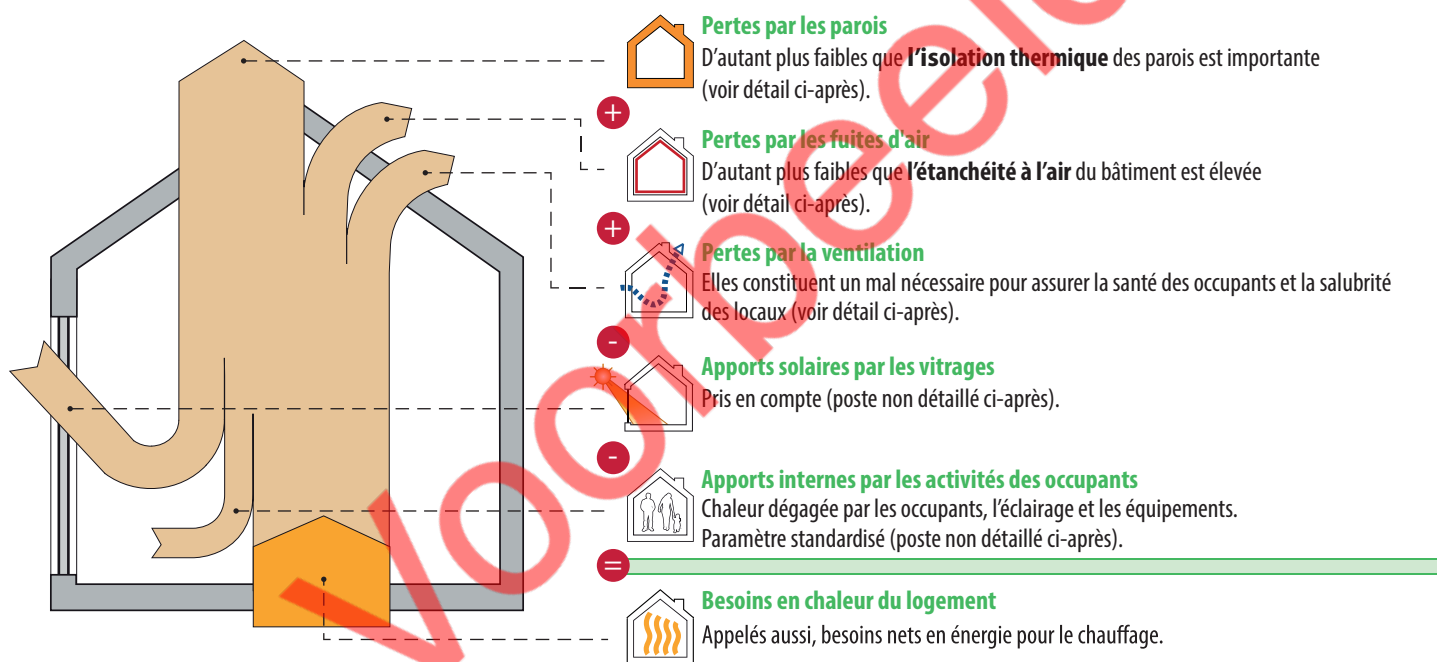 Pertes par les parois
D'autant plus faibles que l'isolation thermique des parois est importante
(voir détail ci-après).
+
Pertes par les fuites d'air
D'autant plus faibles que l'étanchéité à l'air du bâtiment est élevée
(voir détail ci-après).
+
Pertes par la ventilation
Elles constituent un mal nécessaire pour assurer la santé des occupants et la salubrité
des locaux (voir détail ci-après).
-
Apports solaires par les vitrages
Pris en compte (poste non détaillé ci-après).
-
Apports internes par les activités des occupants
Chaleur dégagée par les occupants, l'éclairage et les équipements.
Paramètre standardisé (poste non détaillé ci-après).
=
Besoins en chaleur du logement
Appelés aussi, besoins nets en énergie pour le chauffage.